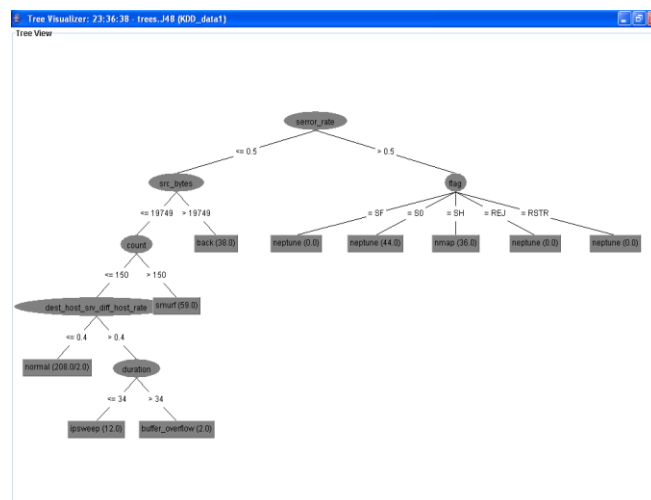 Tree Visualizer: 23:36:38 - trees.J48 (KDD_data1)
Tree View
serror_rate
<= 0.5 > 0.5
src_bytes flag
<= 19749 > 19749 = SF = S0 = SH = REJ = RSTR
count back (38.0) neptune (0.0) neptune (44.0) nmap (36.0) neptune (0.0) neptune (0.0)
<= 150 > 150
dest_host_srv_diff_host_rate smurf (59.0)
<= 0.4 > 0.4
normal (208.0/2.0) duration
<= 34 > 34
ipsweep (12.0) buffer_overflow (2.0)